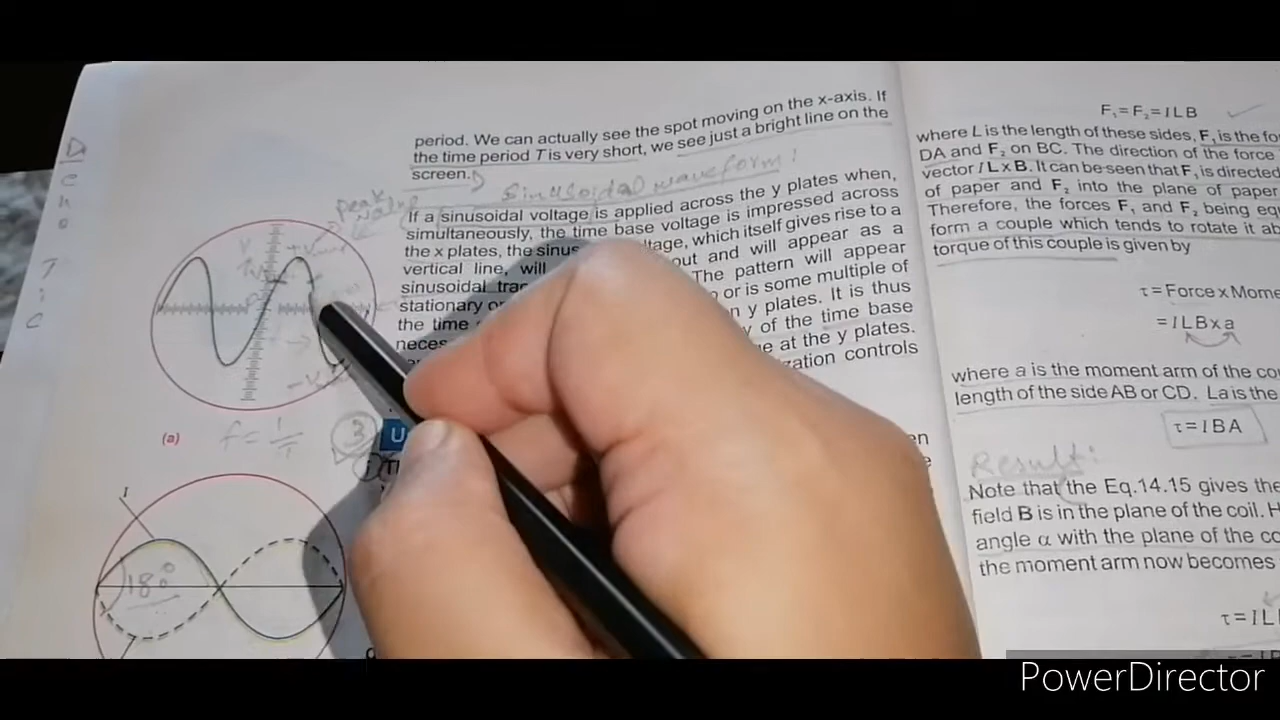 period. We can actually see the spot moving on the x-axis. If
the time period T is very short, we see just a bright line on the
screen.
Sinusoidal waveform:
peak
value
If a sinusoidal voltage is applied across the y plates when,
simultaneously, the time base voltage is impressed across
the x plates, the sinus ltage, which itself gives rise to a
vertical line, will out and will appear as a
sinusoidal trac The pattern will appear
stationary or is some multiple of
the time n y plates. It is thus
neces y of the time base
ge at the y plates.
zation controls
(a)
f = 1/T
3
U
I
180°
F₁ = F₂ = ILB
where L is the length of these sides, F₁ is the fo
DA and F₂ on BC. The direction of the force
vector I L x B. It can be seen that F₁ is directed
of paper and F₂ into the plane of paper
Therefore, the forces F₁ and F₂ being eq
form a couple which tends to rotate it ab
torque of this couple is given by
τ = Force x Mome
= ILB x a
where a is the moment arm of the co
length of the side AB or CD. La is the
τ = IBA
Result:
Note that the Eq.14.15 gives the
field B is in the plane of the coil. H
angle α with the plane of the co
the moment arm now becomes
τ = IL
PowerDirector